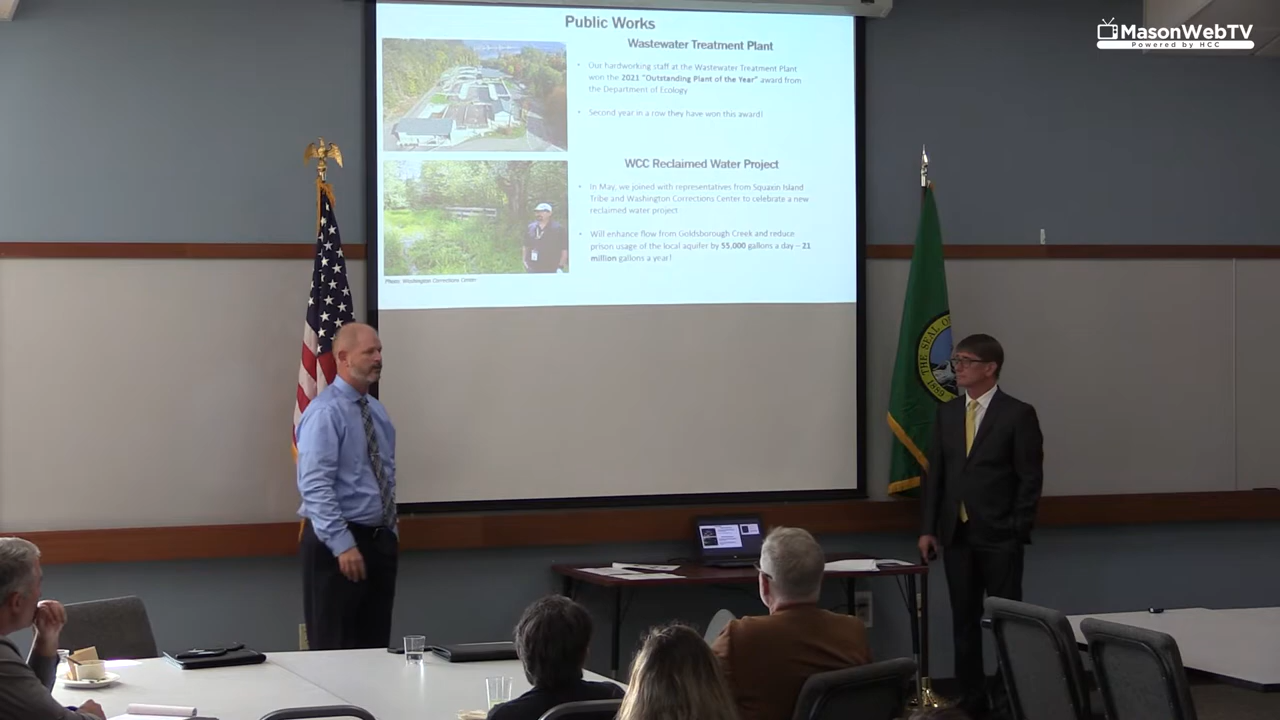 MasonWebTV
Powered by HCC
Public Works
Wastewater Treatment Plant
• Our hardworking staff at the Wastewater Treatment Plant
won the 2021 "Outstanding Plant of the Year" award from
the Department of Ecology
• Second year in a row they have won this award!
WCC Reclaimed Water Project
• In May, we joined with representatives from Squaxin Island
Tribe and Washington Corrections Center to celebrate a new
reclaimed water project
• Will enhance flow from Goldsborough Creek and reduce
prison usage of the local aquifer by 55,000 gallons a day – 21
million gallons a year!
Photo: Washington Corrections Center
THE SEAL OF
1889